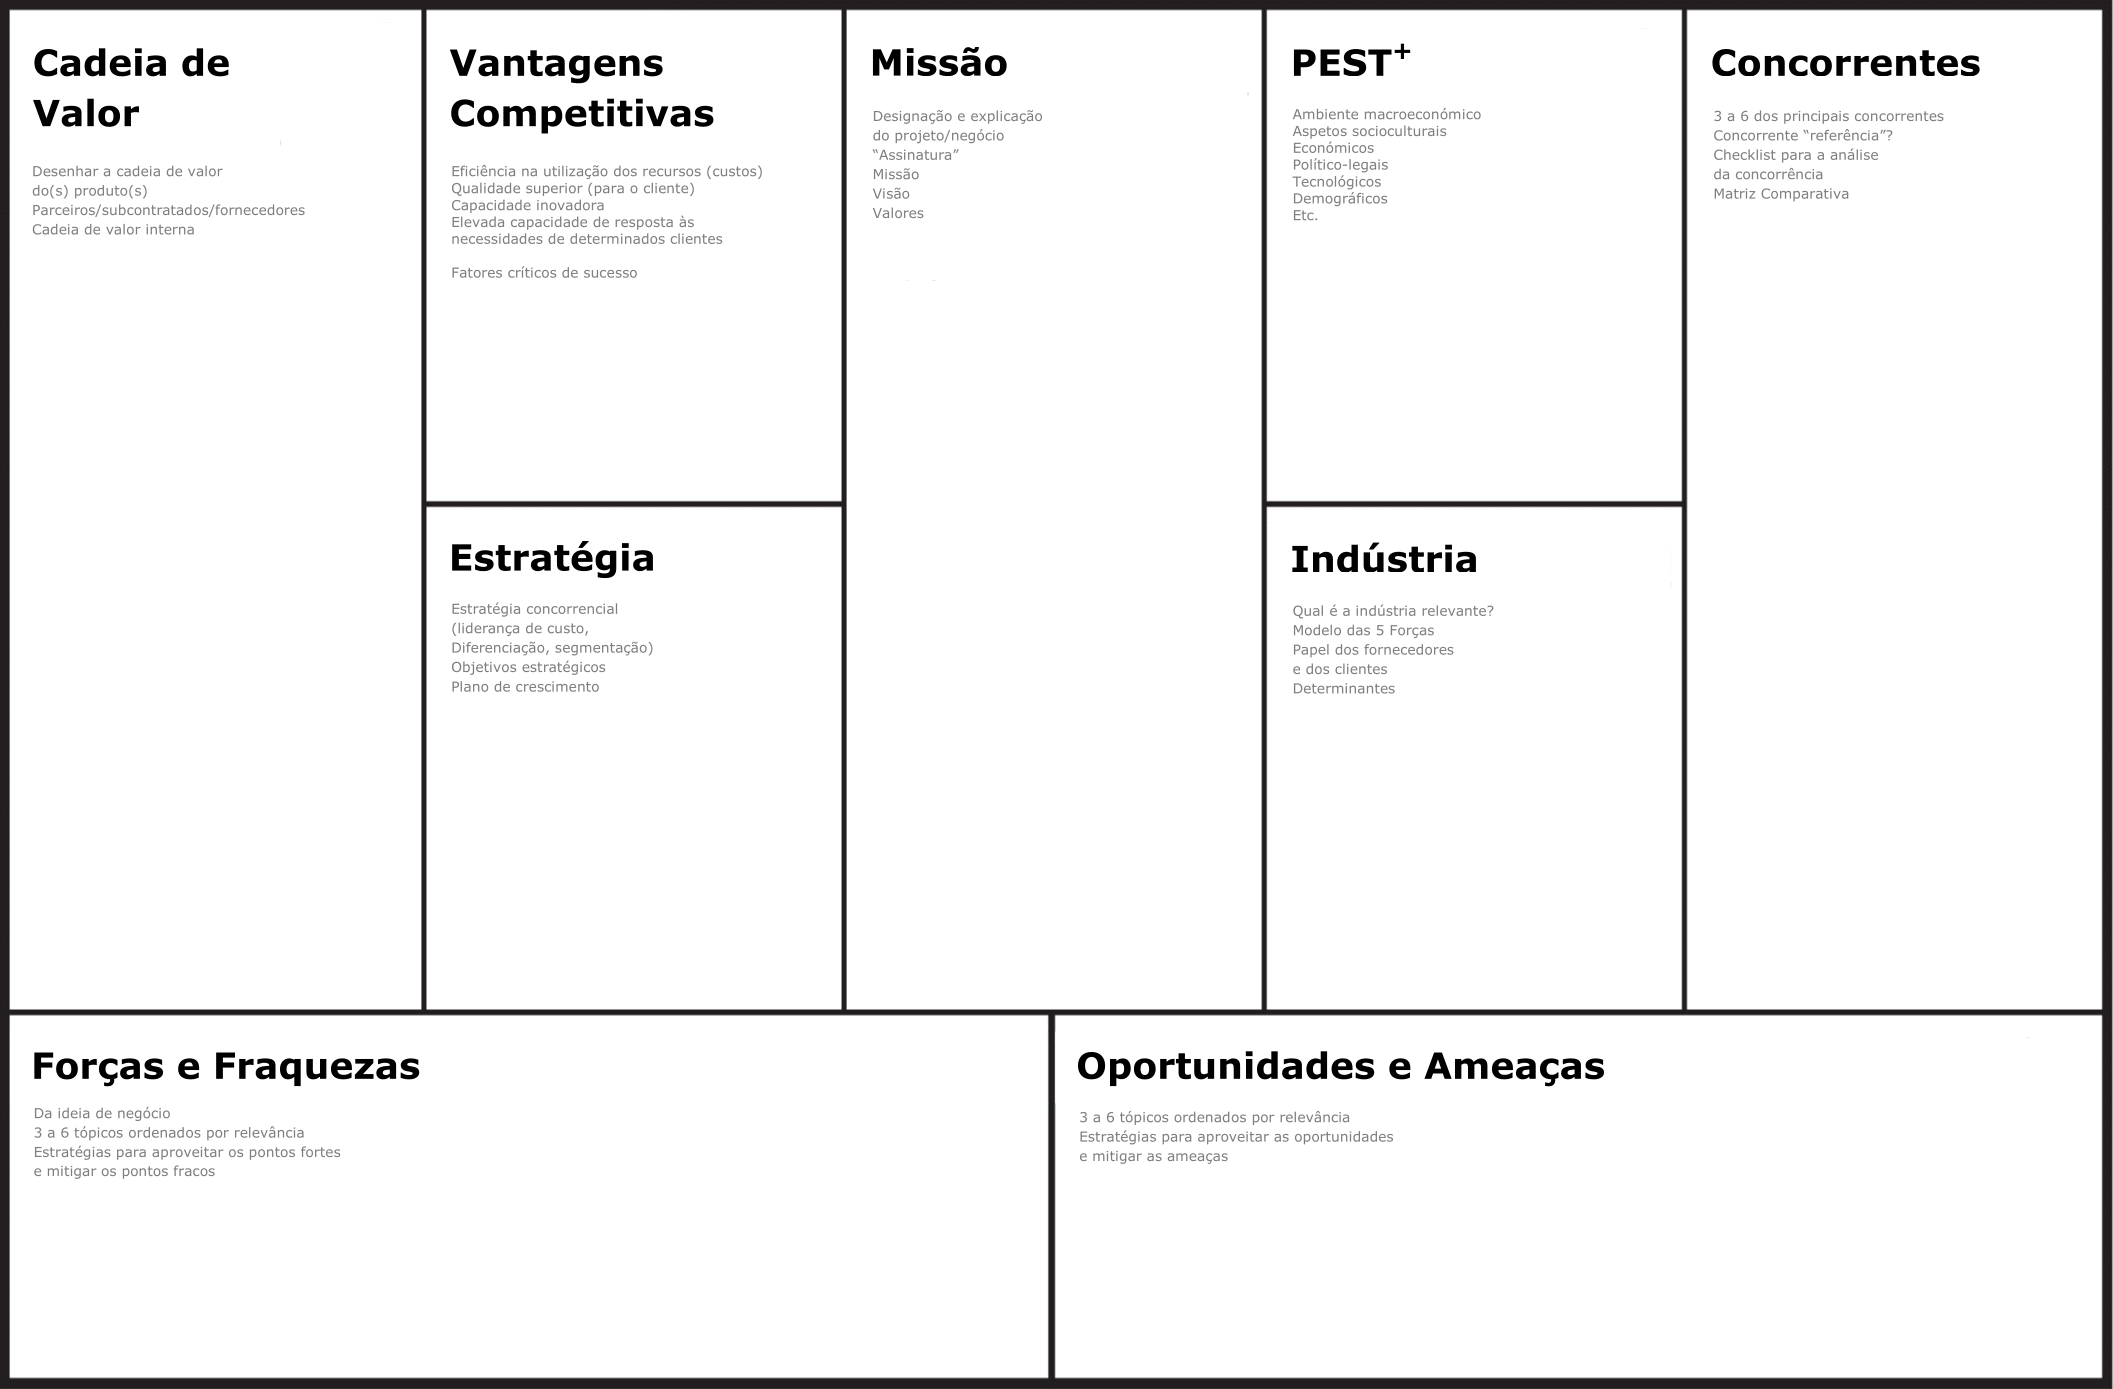 Cadeia de
Valor
Desenhar a cadeia de valor
do(s) produto(s)
Parceiros/subcontratados/fornecedores
Cadeia de valor interna
Vantagens
Competitivas
Eficiência na utilização dos recursos (custos)
Qualidade superior (para o cliente)
Capacidade inovadora
Elevada capacidade de resposta às
necessidades de determinados clientes
Fatores críticos de sucesso
Estratégia
Estratégia concorrencial
(liderança de custo,
Diferenciação, segmentação)
Objetivos estratégicos
Plano de crescimento
Missão
Designação e explicação
do projeto/negócio
“Assinatura”
Missão
Visão
Valores
PEST+
Ambiente macroeconómico
Aspetos socioculturais
Económicos
Político-legais
Tecnológicos
Demográficos
Etc.
Indústria
Qual é a indústria relevante?
Modelo das 5 Forças
Papel dos fornecedores
e dos clientes
Determinantes
Concorrentes
3 a 6 dos principais concorrentes
Concorrente “referência”?
Checklist para a análise
da concorrência
Matriz Comparativa
Forças e Fraquezas
Da ideia de negócio
3 a 6 tópicos ordenados por relevância
Estratégias para aproveitar os pontos fortes
e mitigar os pontos fracos
Oportunidades e Ameaças
3 a 6 tópicos ordenados por relevância
Estratégias para aproveitar as oportunidades
e mitigar as ameaças